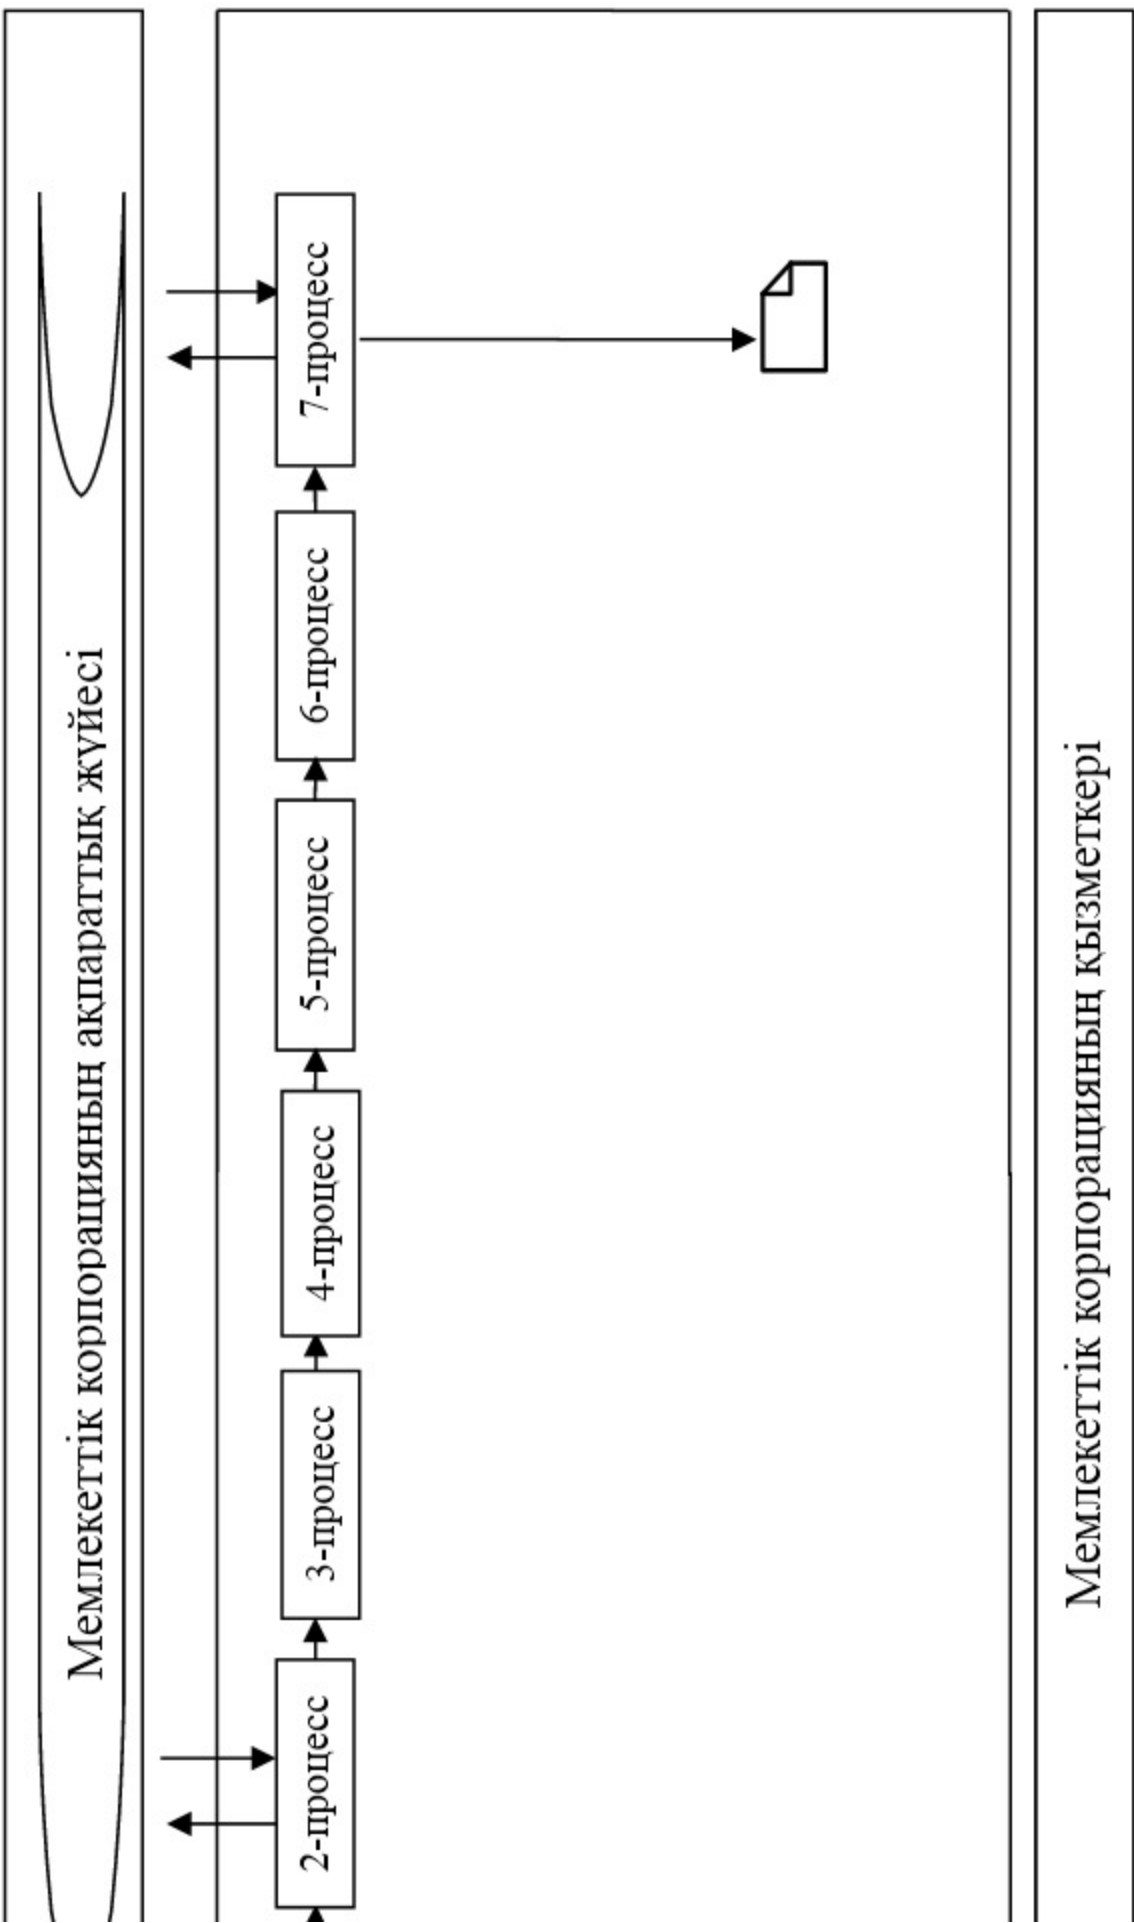 Мемлекеттік корпорацияның ақпараттық жүйесі
2-процесс
3-процесс
4-процесс
5-процесс
6-процесс
7-процесс
Мемлекеттік корпорацияның қызметкері